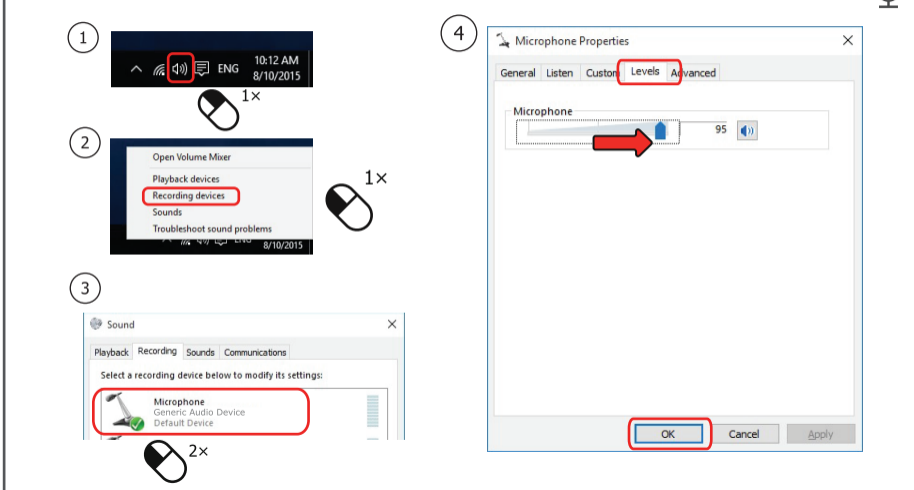 1
10:12 AM
ENG
8/10/2015
1×
2
Open Volume Mixer
Playback devices
Recording devices
Sounds
Troubleshoot sound problems
8/10/2015
1×
3
Sound
Playback Recording Sounds Communications
Select a recording device below to modify its settings:
Microphone
Generic Audio Device
Default Device
2×
4
Microphone Properties
General Listen Custom Levels Advanced
Microphone
95
OK Cancel Apply